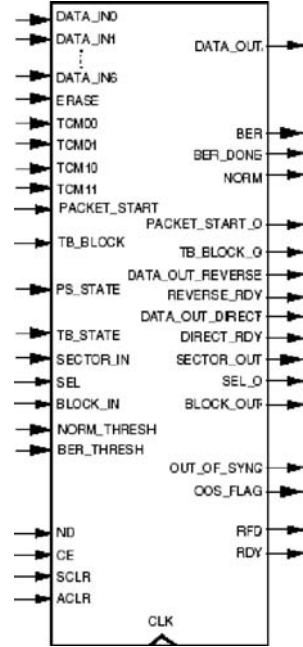 DATA_IN0
DATA_IN1
DATA_IN6
ERASE
TCM00
TCM01
TCM10
TCM11
PACKET_START
TB_BLOCK
PS_STATE
TB_STATE
SECTOR_IN
SEL
BLOCK_IN
NORM_THRESH
BER_THRESH
ND
CE
SCLR
ACLR
DATA_OUT
BER
BER_DONE
NORM
PACKET_START_O
TB_BLOCK_O
DATA_OUT_REVERSE
REVERSE_RDY
DATA_OUT_DIRECT
DIRECT_RDY
SECTOR_OUT
SEL_O
BLOCK_OUT
OUT_OF_SYNC
OOS_FLAG
RFD
RDY
CLK